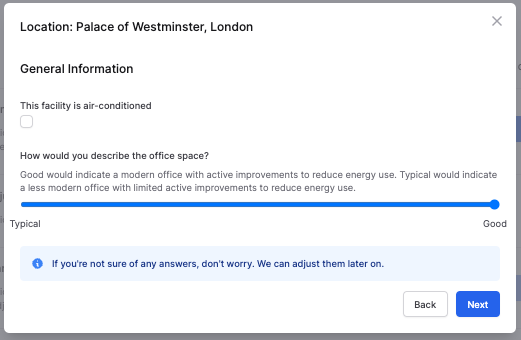 Location: Palace of Westminster, London
General Information
This facility is air-conditioned
How would you describe the office space?
Good would indicate a modern office with active improvements to reduce energy use. Typical would indicate
a less modern office with limited active improvements to reduce energy use.
Typical
Good
If you're not sure of any answers, don't worry. We can adjust them later on.
Back
Next